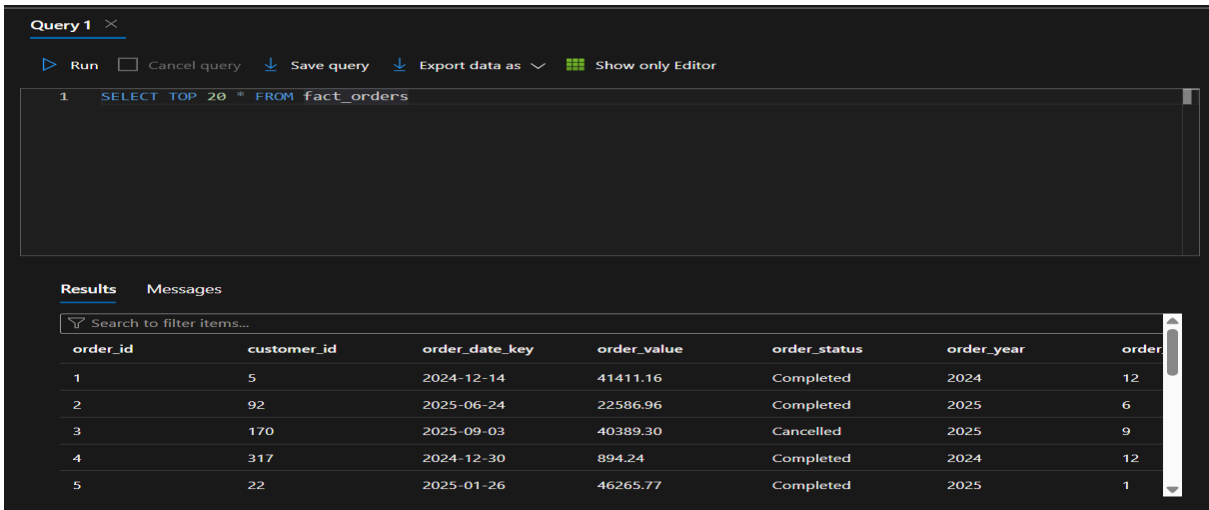 Query 1
Run Cancel query Save query Export data as Show only Editor
1 SELECT TOP 20 * FROM fact_orders
Results Messages
Search to filter items...
order_id customer_id order_date_key order_value order_status order_year order_
1 5 2024-12-14 41411.16 Completed 2024 12
2 92 2025-06-24 22586.96 Completed 2025 6
3 170 2025-09-03 40389.30 Cancelled 2025 9
4 317 2024-12-30 894.24 Completed 2024 12
5 22 2025-01-26 46265.77 Completed 2025 1